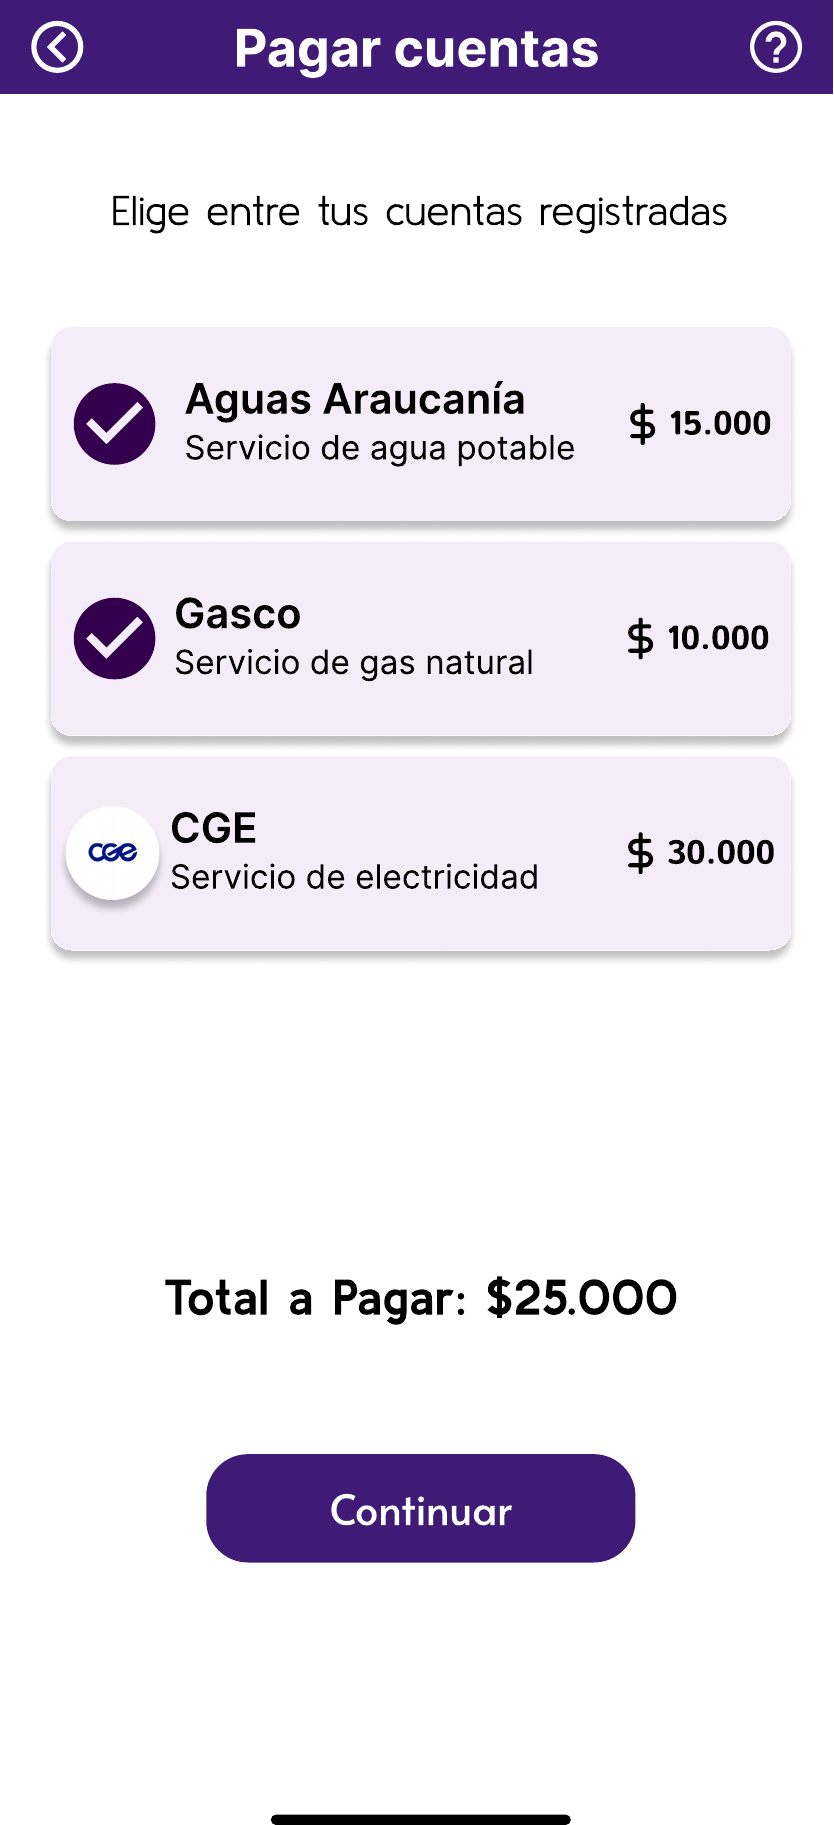 Pagar cuentas
?
Elige entre tus cuentas registradas
Aguas Araucanía
Servicio de agua potable
$ 15.000
Gasco
Servicio de gas natural
$ 10.000
cge
CGE
Servicio de electricidad
$ 30.000
Total a Pagar: $25.000
Continuar